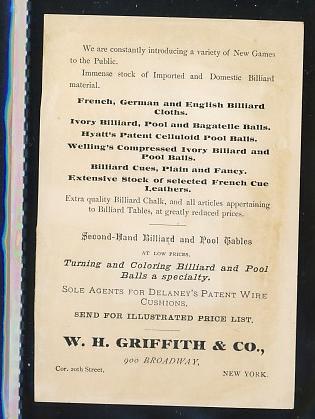 We are constantly introducing a variety of New Games
to the Public.
Immense stock of Imported and Domestic Billiard
material.
French, German and English Billiard
Cloths.
Ivory Billiard, Pool and Bagatelle Balls.
Hyatt's Patent Celluloid Pool Balls.
Welling's Compressed Ivory Billiard and
Pool Balls.
Billiard Cues, Plain and Fancy.
Extensive Stock of selected French Cue
Leathers.
Extra quality Billiard Chalk, and all articles appertaining
to Billiard Tables, at greatly reduced prices.
Second-Hand Billiard and Pool Tables
AT LOW PRICES.
Turning and Coloring Billiard and Pool
Balls a specialty.
SOLE AGENTS FOR DELANEY'S PATENT WIRE
CUSHIONS.
SEND FOR ILLUSTRATED PRICE LIST.
W. H. GRIFFITH & CO.,
900 BROADWAY,
Cor. 20th Street, NEW YORK.